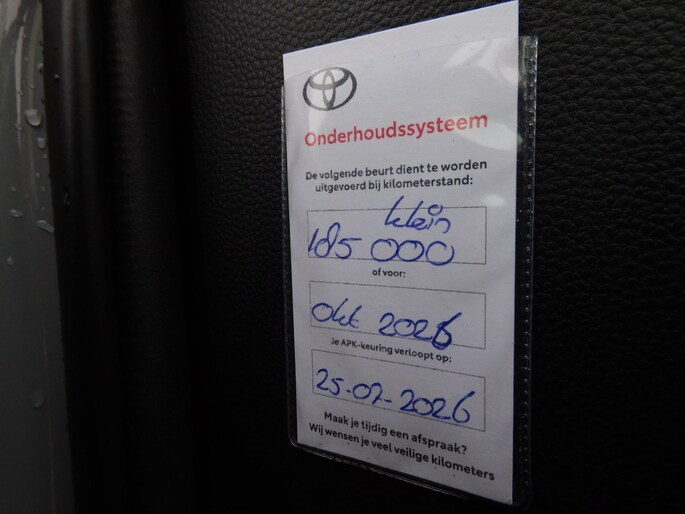 Onderhoudssysteem
De volgende beurt dient te worden
uitgevoerd bij kilometerstand:
klein
185 000
of voor:
okt 2026
Je APK-keuring verloopt op:
25-07-2026
Maak je tijdig een afspraak?
Wij wensen je veel veilige kilometers